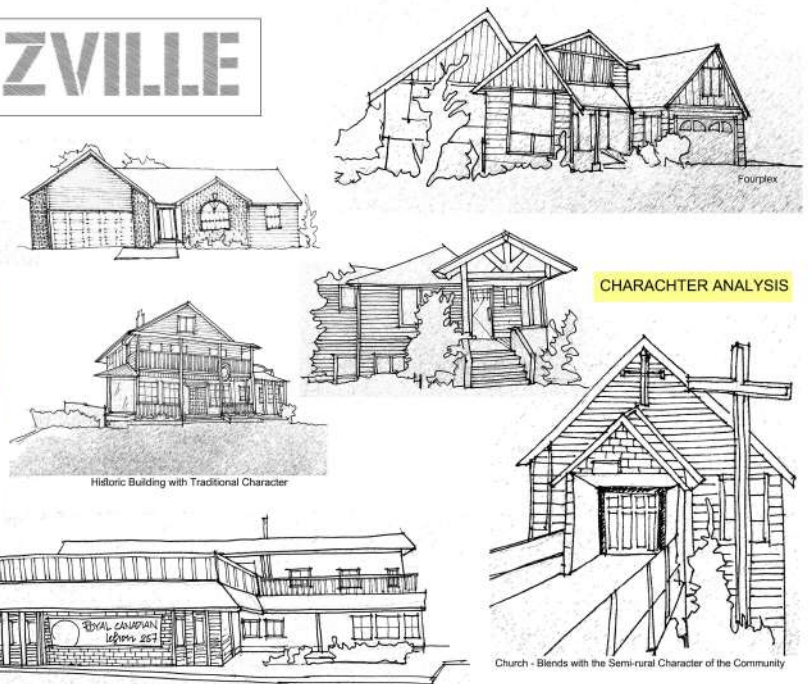 ZVILLE
Fourplex
CHARACHTER ANALYSIS
Historic Building with Traditional Character
ROYAL CANADIAN
legion 257
Church - Blends with the Semi-rural Character of the Community